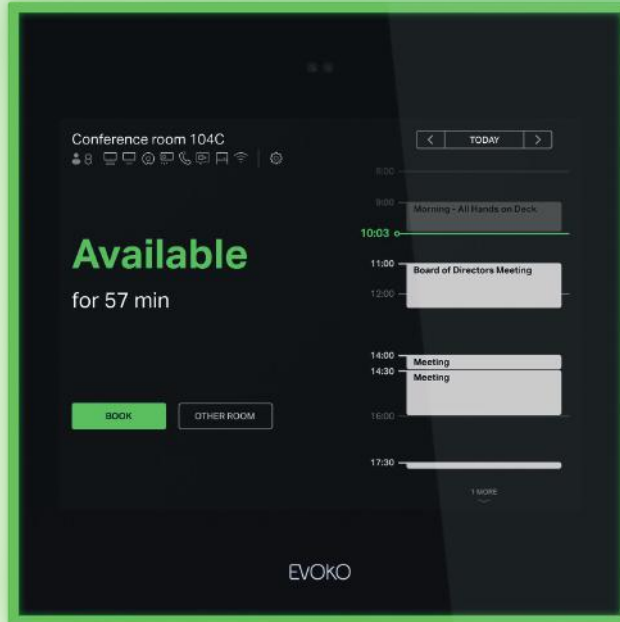 Conference room 104C
8
Available
for 57 min
BOOK
OTHER ROOM
< TODAY >
8:00
9:00
Morning - All Hands on Deck
10:03
11:00
Board of Directors Meeting
12:00
14:00
Meeting
14:30
Meeting
16:00
17:30
1 MORE
EVOKO